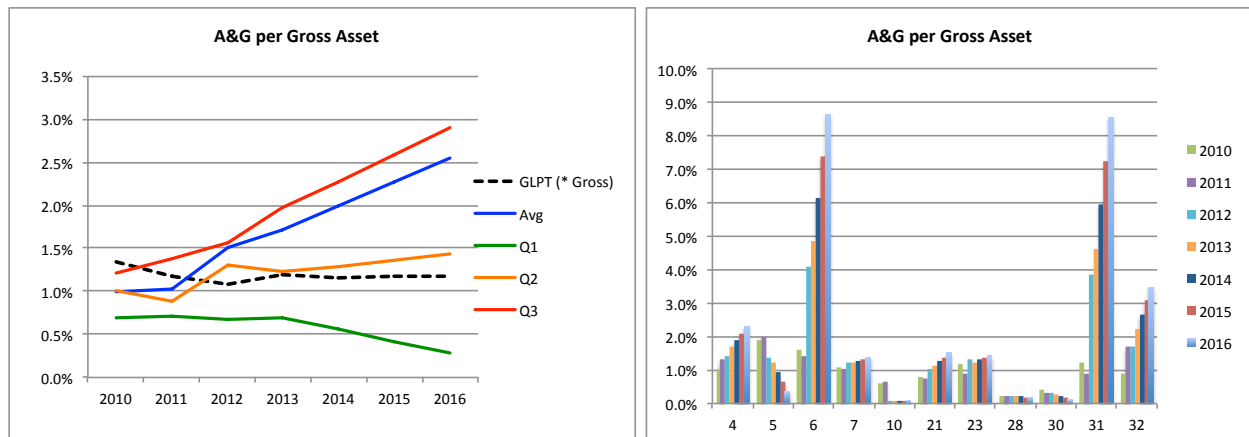 A&G per Gross Asset
3.5%
3.0%
2.5%
2.0%
1.5%
1.0%
0.5%
0.0%
2010 2011 2012 2013 2014 2015 2016
GLPT (* Gross)
Avg
Q1
Q2
Q3
A&G per Gross Asset
10.0%
9.0%
8.0%
7.0%
6.0%
5.0%
4.0%
3.0%
2.0%
1.0%
0.0%
4 5 6 7 10 21 23 28 30 31 32
2010
2011
2012
2013
2014
2015
2016